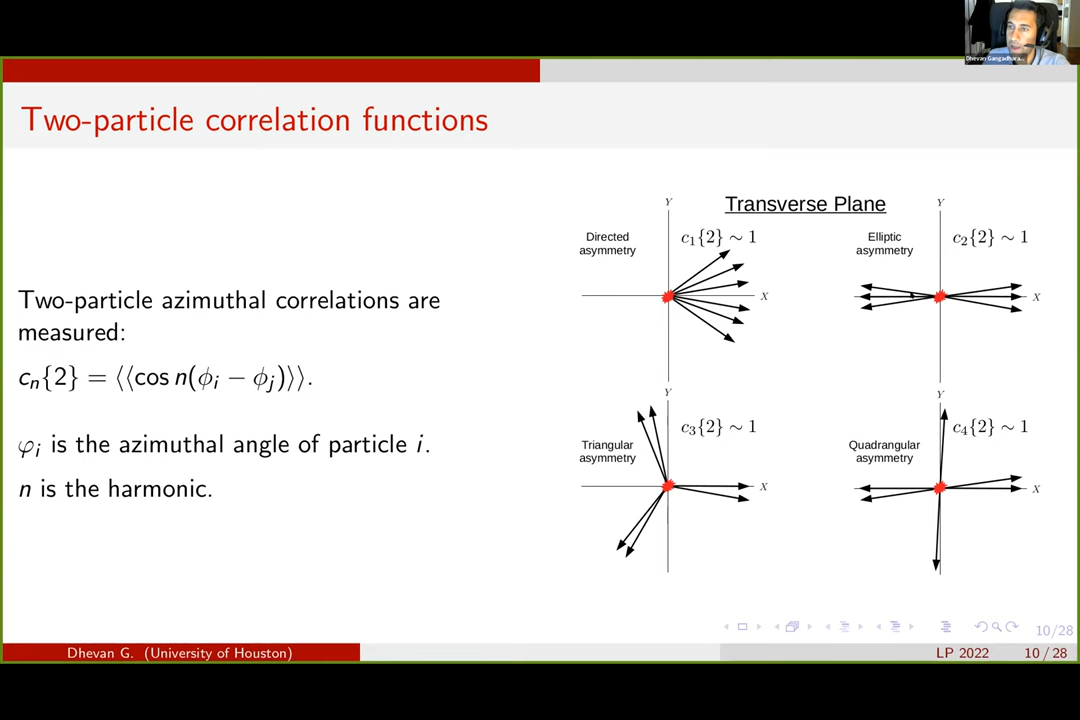 Dhevan Gangadhara...
Two-particle correlation functions
Two-particle azimuthal correlations are
measured:
cₙ{2} = ⟨⟨cos n(ϕᵢ − ϕⱼ)⟩⟩.
φᵢ is the azimuthal angle of particle i.
n is the harmonic.
Transverse Plane
Directed
asymmetry
c₁{2} ∼ 1
Y
X
Elliptic
asymmetry
c₂{2} ∼ 1
Y
X
Triangular
asymmetry
c₃{2} ∼ 1
Y
X
Quadrangular
asymmetry
c₄{2} ∼ 1
Y
X
10/28
Dhevan G. (University of Houston)
LP 2022
10 / 28